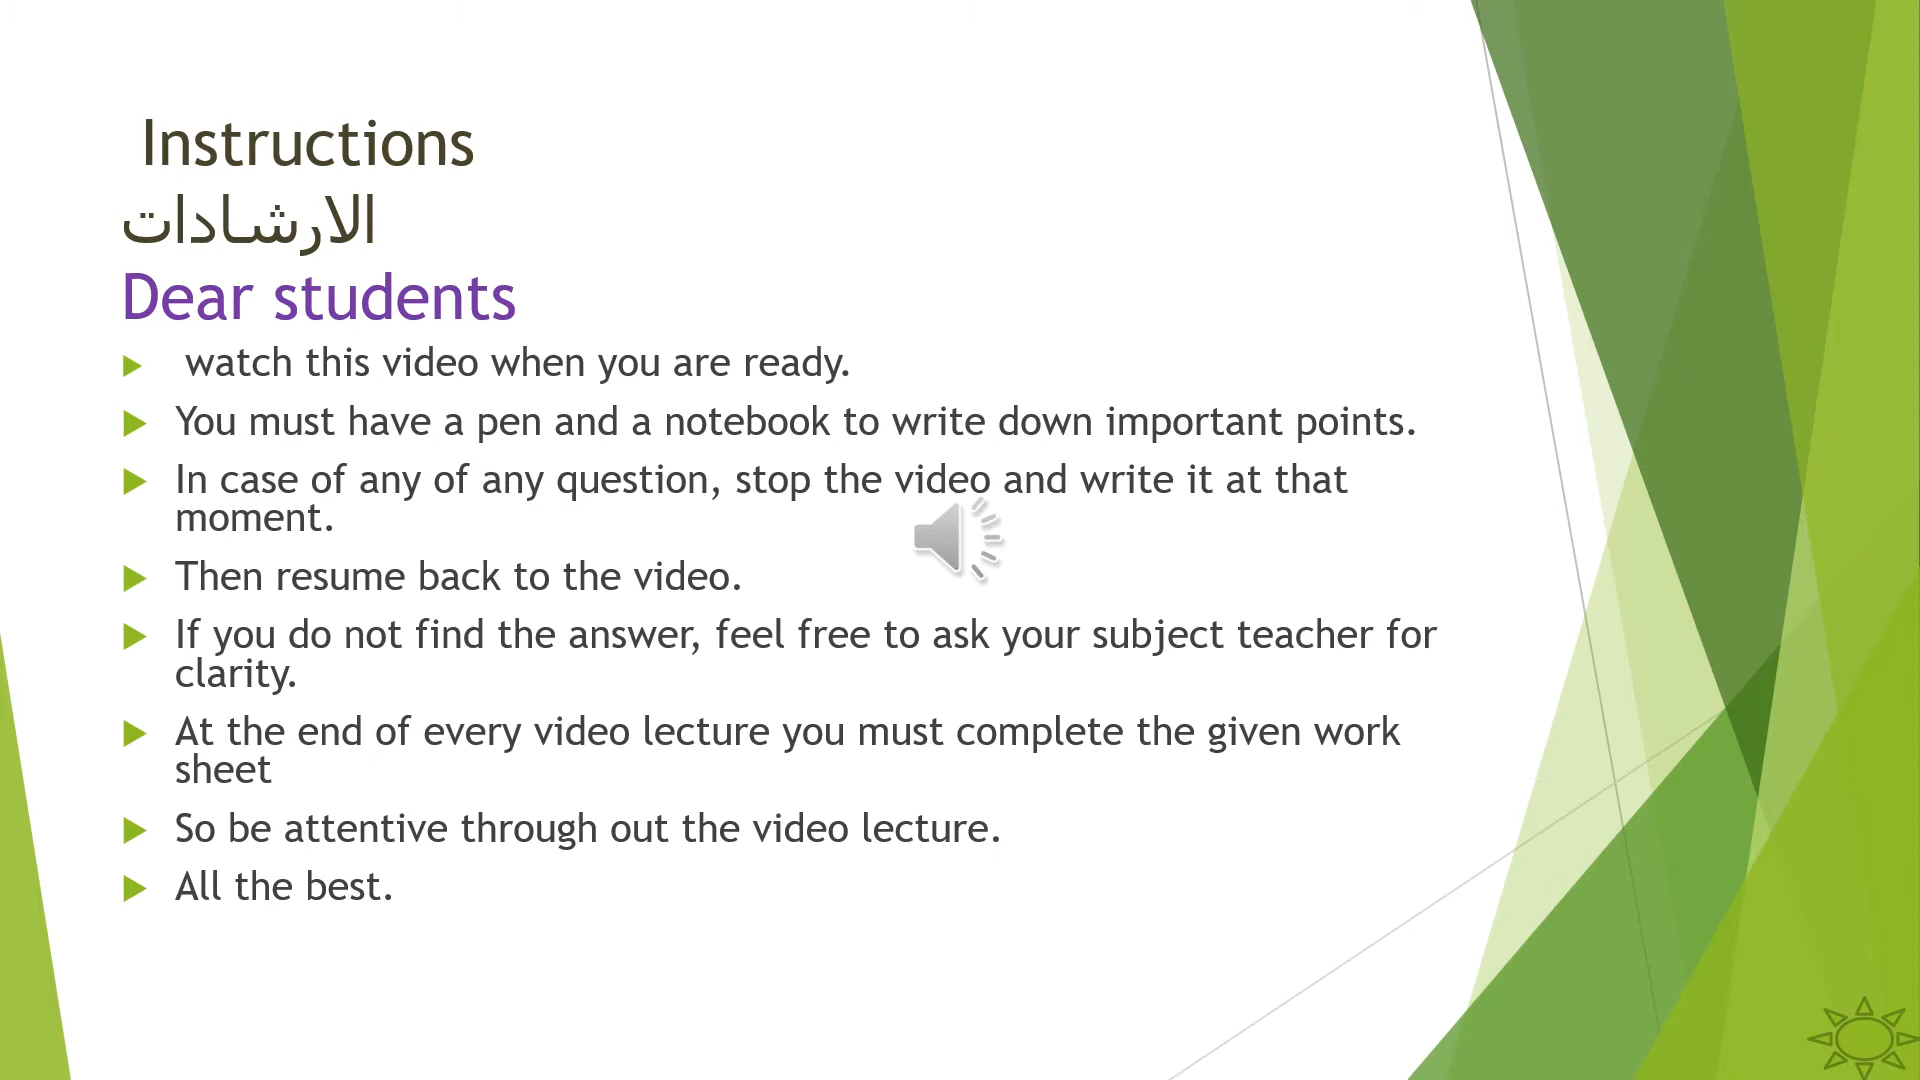 Instructions
الارشادات
Dear students
watch this video when you are ready.
You must have a pen and a notebook to write down important points.
In case of any of any question, stop the video and write it at that
moment.
Then resume back to the video.
If you do not find the answer, feel free to ask your subject teacher for
clarity.
At the end of every video lecture you must complete the given work
sheet
So be attentive through out the video lecture.
All the best.